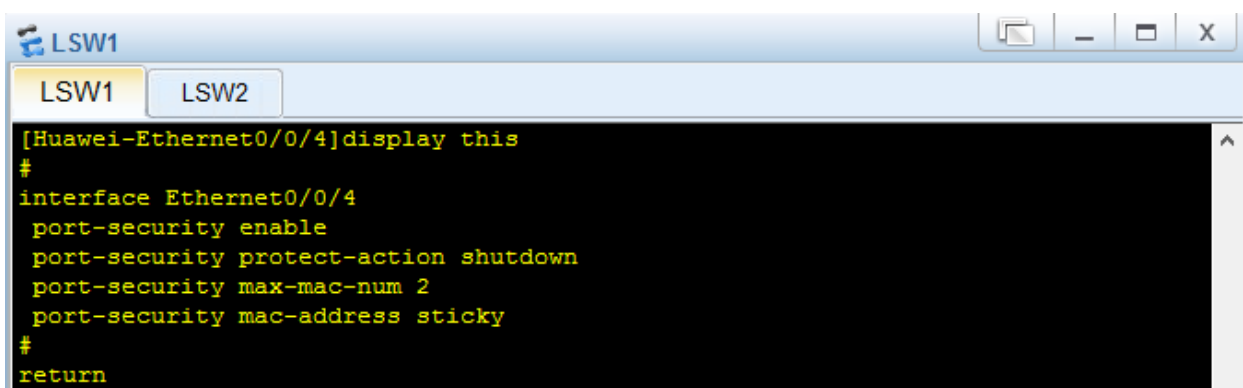 LSW1
X
LSW1 LSW2
[Huawei-Ethernet0/0/4]display this
#
interface Ethernet0/0/4
 port-security enable
 port-security protect-action shutdown
 port-security max-mac-num 2
 port-security mac-address sticky
#
return